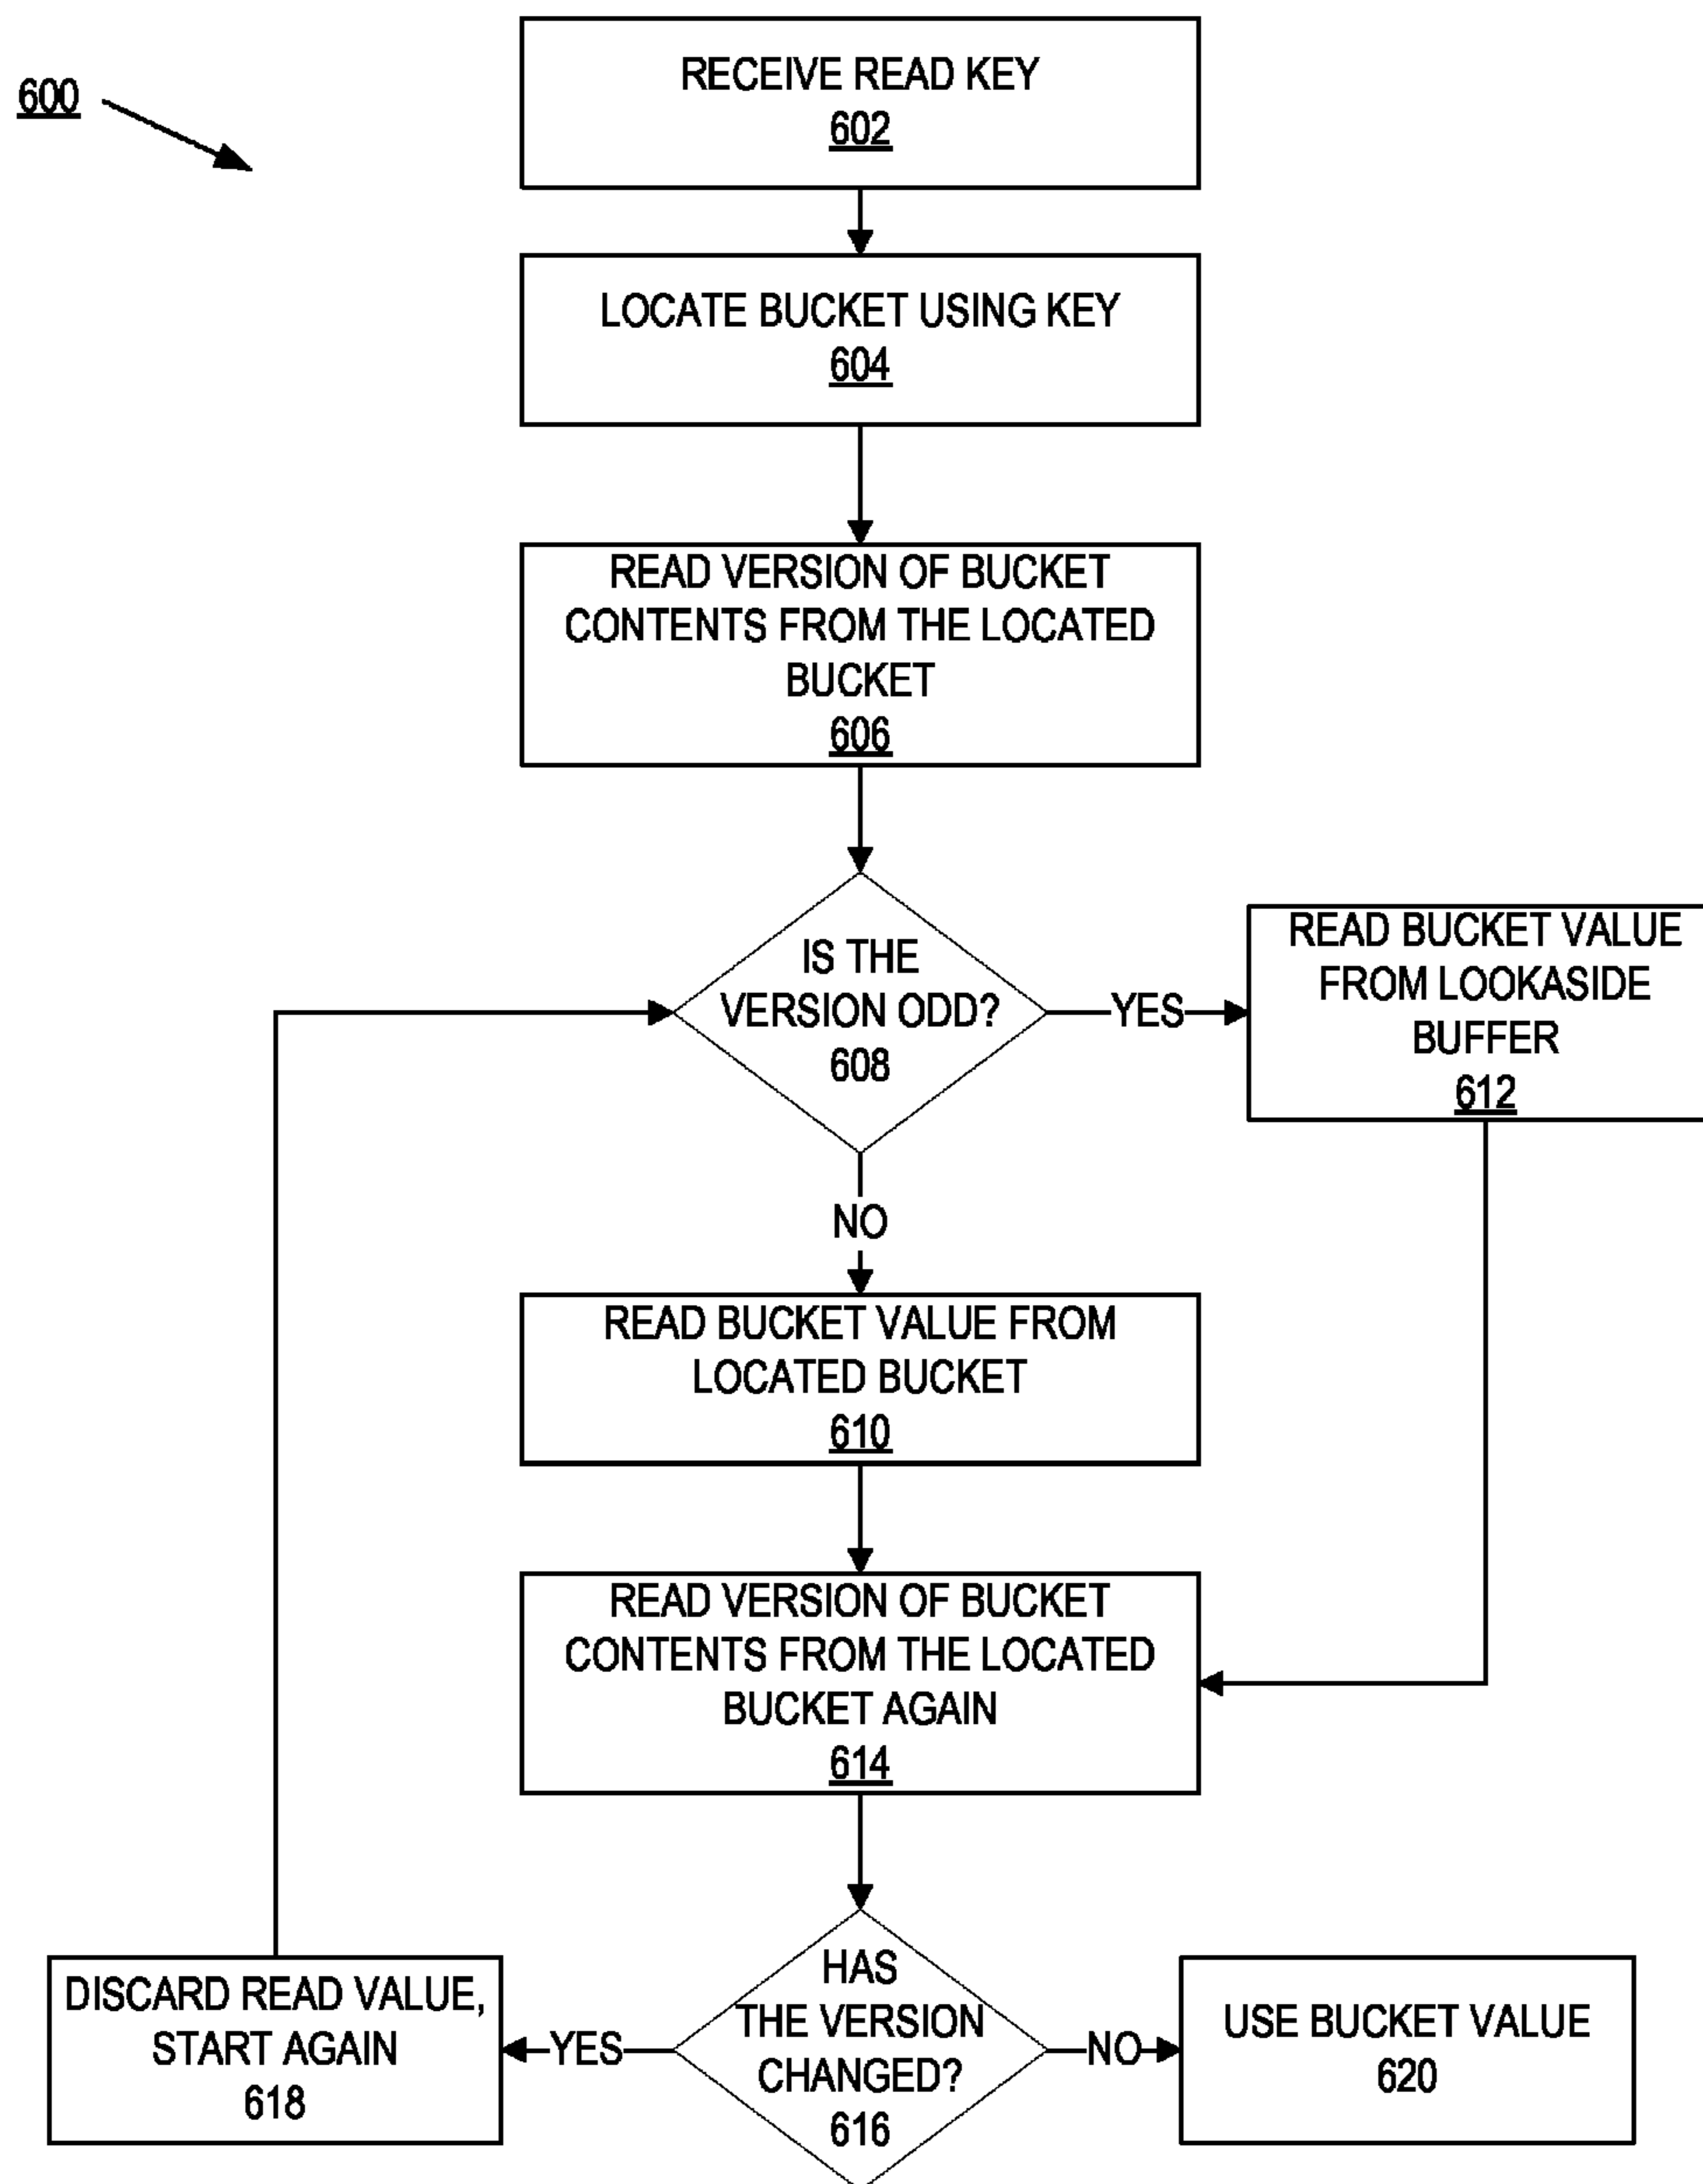 600
RECEIVE READ KEY
602
LOCATE BUCKET USING KEY
604
READ VERSION OF BUCKET
CONTENTS FROM THE LOCATED
BUCKET
606
IS THE
VERSION ODD?
608
YES
READ BUCKET VALUE
FROM LOOKASIDE
BUFFER
612
NO
READ BUCKET VALUE FROM
LOCATED BUCKET
610
READ VERSION OF BUCKET
CONTENTS FROM THE LOCATED
BUCKET AGAIN
614
DISCARD READ VALUE,
START AGAIN
618
YES
HAS
THE VERSION
CHANGED?
616
NO
USE BUCKET VALUE
620